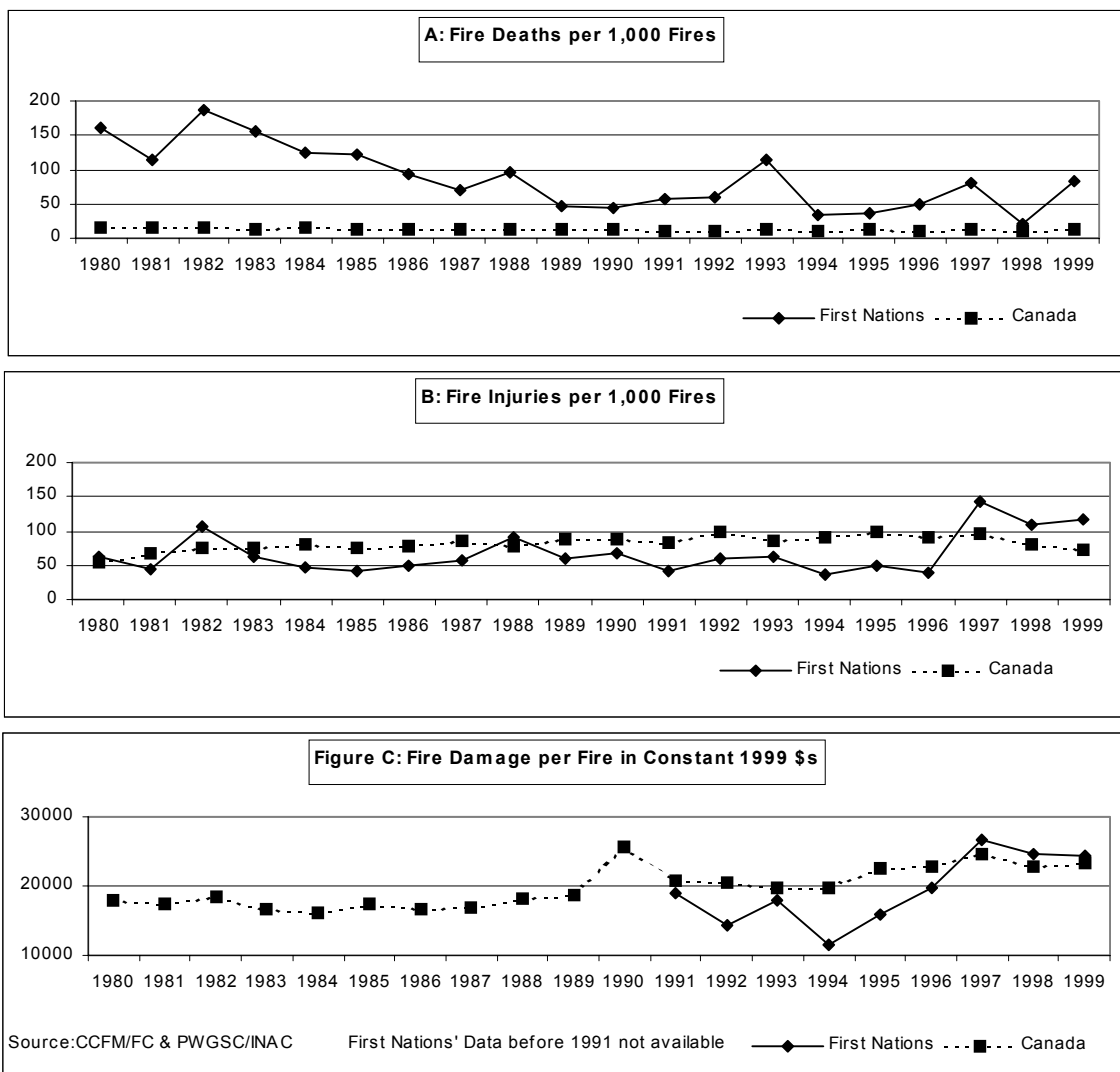 A: Fire Deaths per 1,000 Fires
200
150
100
50
0
1980 1981 1982 1983 1984 1985 1986 1987 1988 1989 1990 1991 1992 1993 1994 1995 1996 1997 1998 1999
First Nations Canada
B: Fire Injuries per 1,000 Fires
200
150
100
50
0
1980 1981 1982 1983 1984 1985 1986 1987 1988 1989 1990 1991 1992 1993 1994 1995 1996 1997 1998 1999
First Nations Canada
Figure C: Fire Damage per Fire in Constant 1999 $s
30000
20000
10000
1980 1981 1982 1983 1984 1985 1986 1987 1988 1989 1990 1991 1992 1993 1994 1995 1996 1997 1998 1999
Source:CCFM/FC & PWGSC/INAC First Nations' Data before 1991 not available First Nations Canada